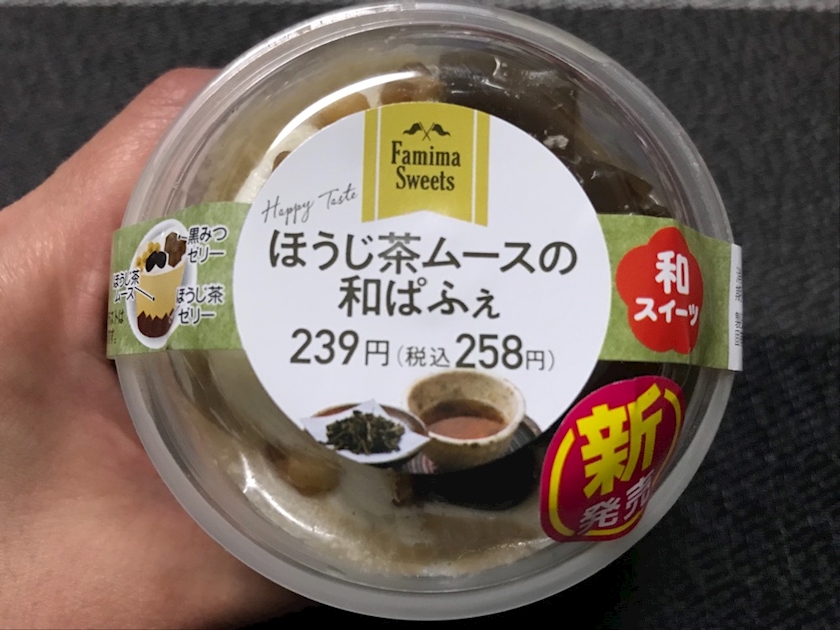 Famima
Sweets
Happy Taste
ほうじ茶ムースの
和ぱふぇ
239円(税込258円)
黒みつ
ゼリー
ほうじ茶
ムース
ほうじ茶
ゼリー
和
スイーツ
新
発売